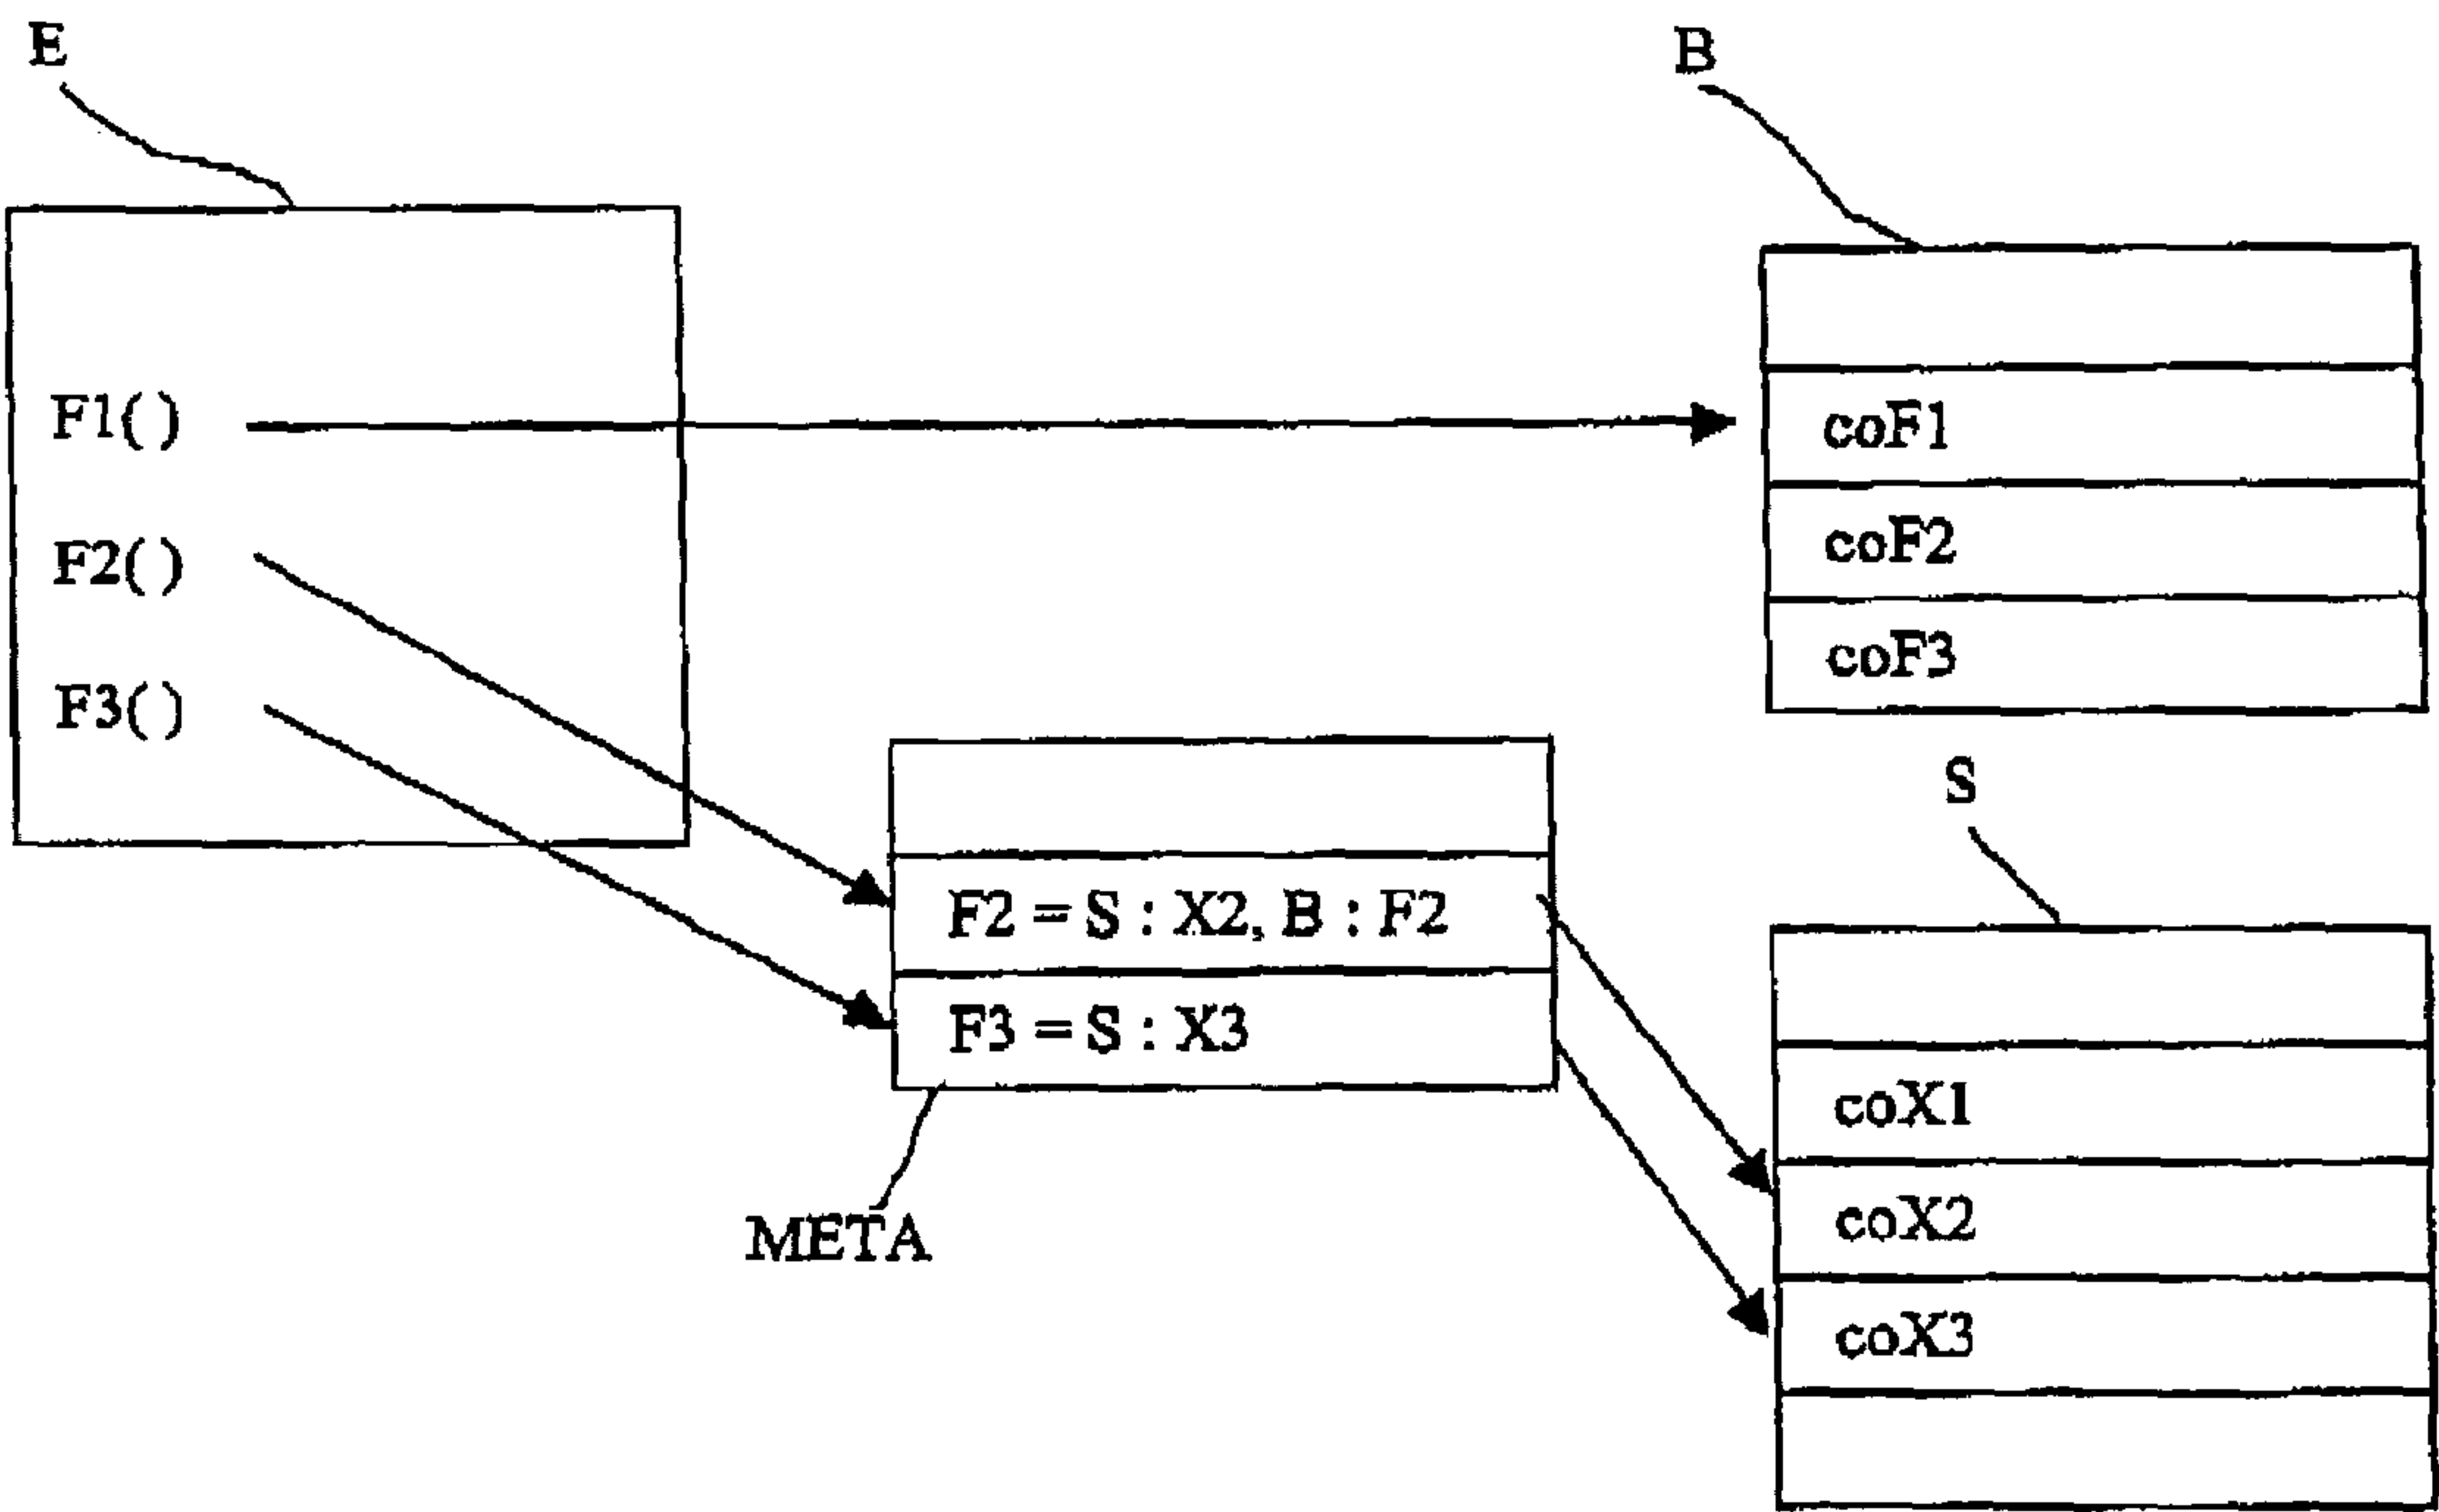 E
B
F1()
F2()
F3()
coF1
coF2
coF3
F2 = S : X2, B : F2
F3 = S : X3
META
S
coX1
coX2
coX3